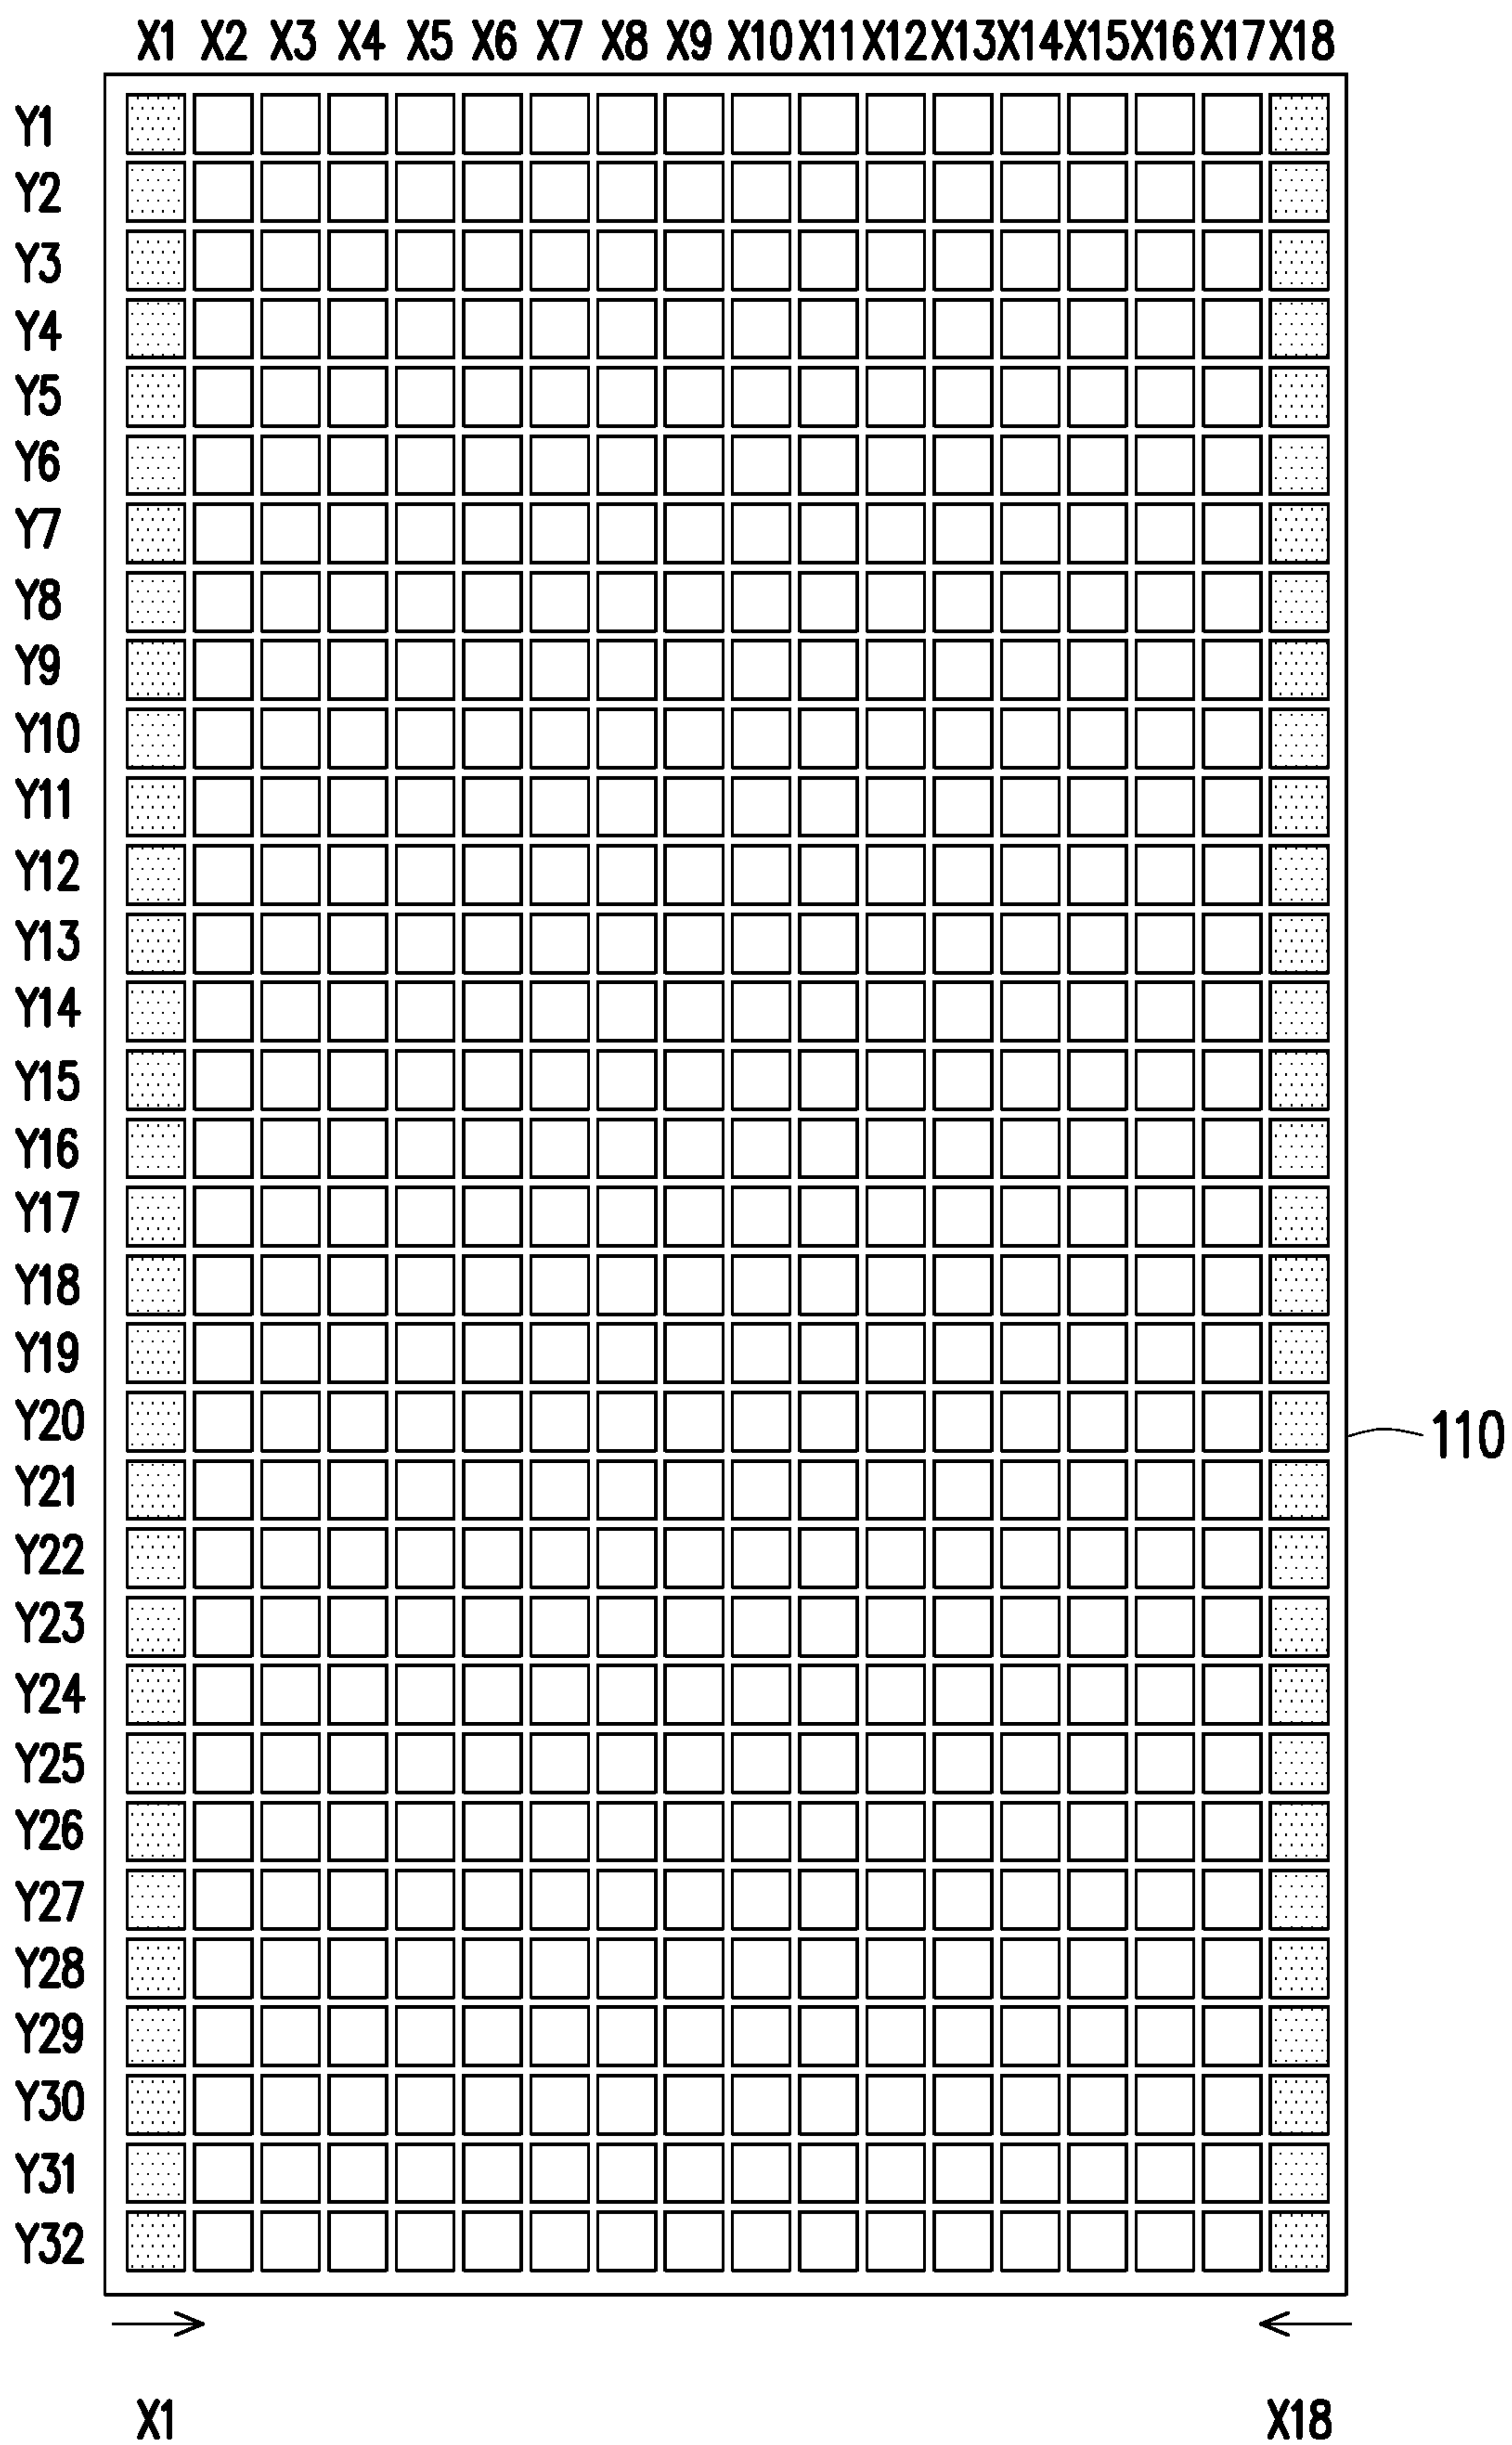 X1 X2 X3 X4 X5 X6 X7 X8 X9 X10 X11 X12 X13 X14 X15 X16 X17 X18
Y1
Y2
Y3
Y4
Y5
Y6
Y7
Y8
Y9
Y10
Y11
Y12
Y13
Y14
Y15
Y16
Y17
Y18
Y19
Y20
110
Y21
Y22
Y23
Y24
Y25
Y26
Y27
Y28
Y29
Y30
Y31
Y32
X1 X18